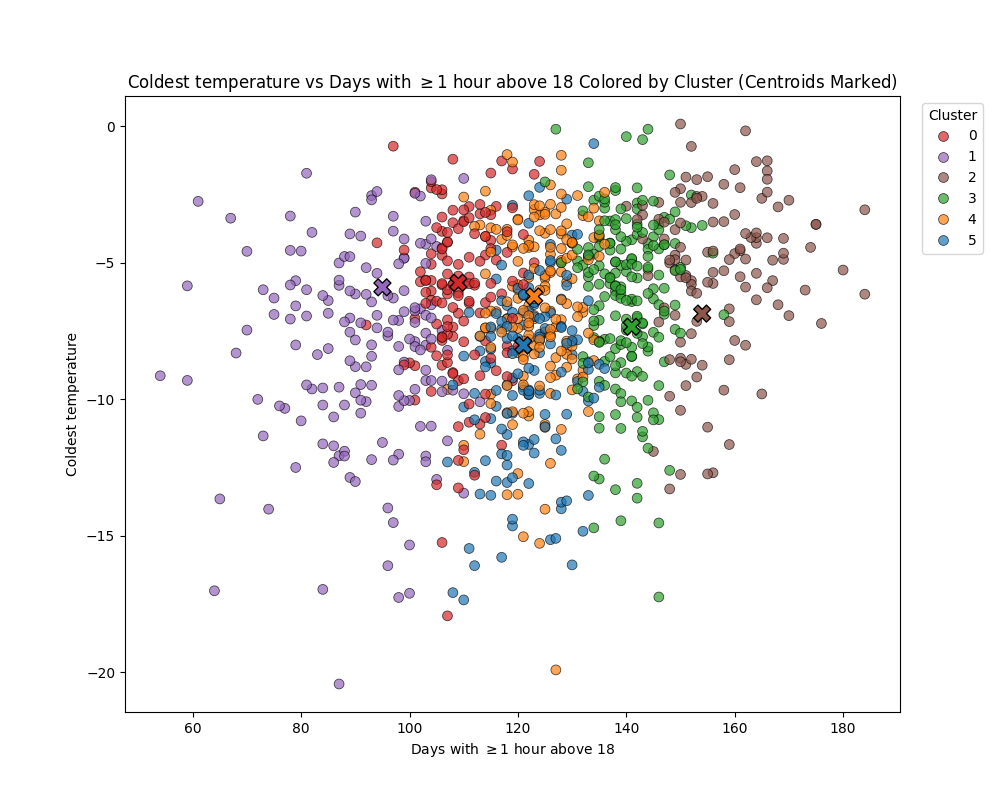 Coldest temperature vs Days with ≥1 hour above 18 Colored by Cluster (Centroids Marked)
Cluster
0
1
2
3
4
5
Coldest temperature
0
−5
−10
−15
−20
60 80 100 120 140 160 180
Days with ≥1 hour above 18